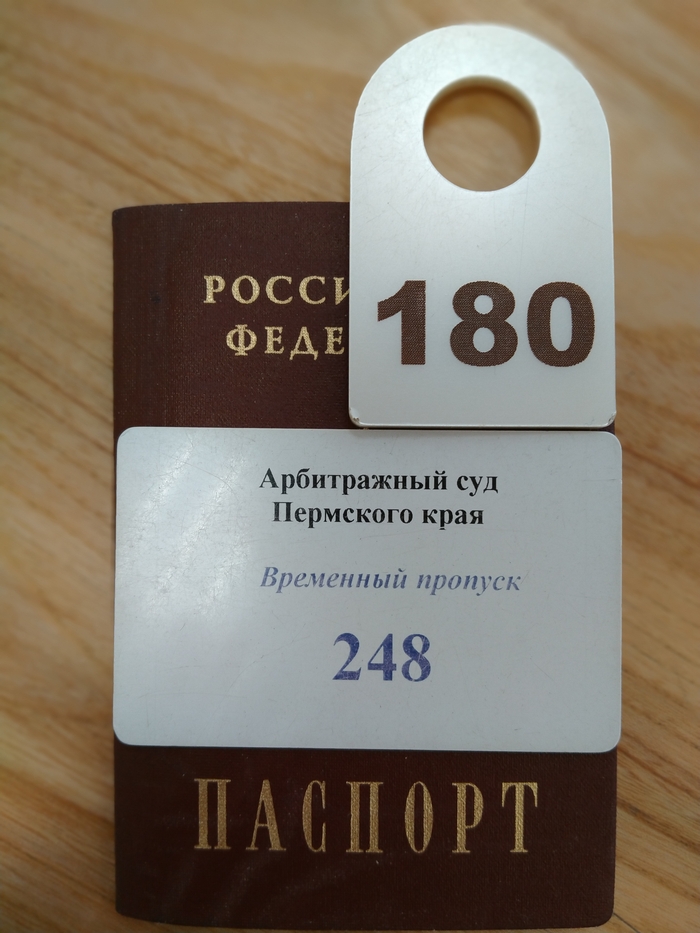 РОССИ
ФЕДЕ
180
Арбитражный суд
Пермского края
Временный пропуск
248
ПАСПОРТ